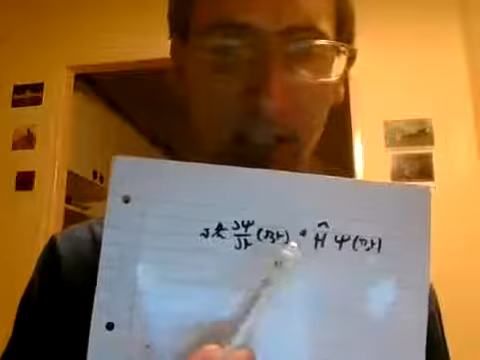 iħ ∂Ψ/∂t (r,t) = Ĥ Ψ(r,t)